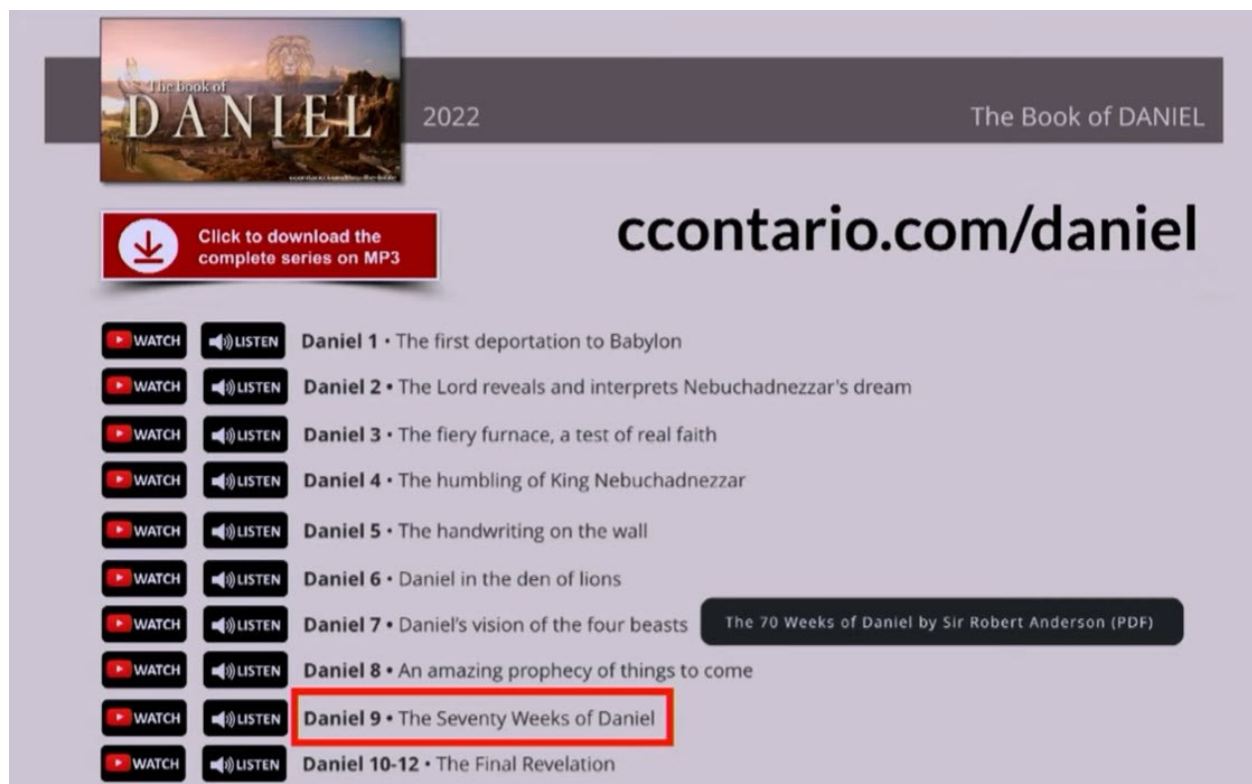 The book of
DANIEL
2022
The Book of DANIEL
Click to download the
complete series on MP3
ccontario.com/daniel
WATCH LISTEN Daniel 1 • The first deportation to Babylon
WATCH LISTEN Daniel 2 • The Lord reveals and interprets Nebuchadnezzar's dream
WATCH LISTEN Daniel 3 • The fiery furnace, a test of real faith
WATCH LISTEN Daniel 4 • The humbling of King Nebuchadnezzar
WATCH LISTEN Daniel 5 • The handwriting on the wall
WATCH LISTEN Daniel 6 • Daniel in the den of lions
WATCH LISTEN Daniel 7 • Daniel’s vision of the four beasts The 70 Weeks of Daniel by Sir Robert Anderson (PDF)
WATCH LISTEN Daniel 8 • An amazing prophecy of things to come
WATCH LISTEN Daniel 9 • The Seventy Weeks of Daniel
WATCH LISTEN Daniel 10-12 • The Final Revelation